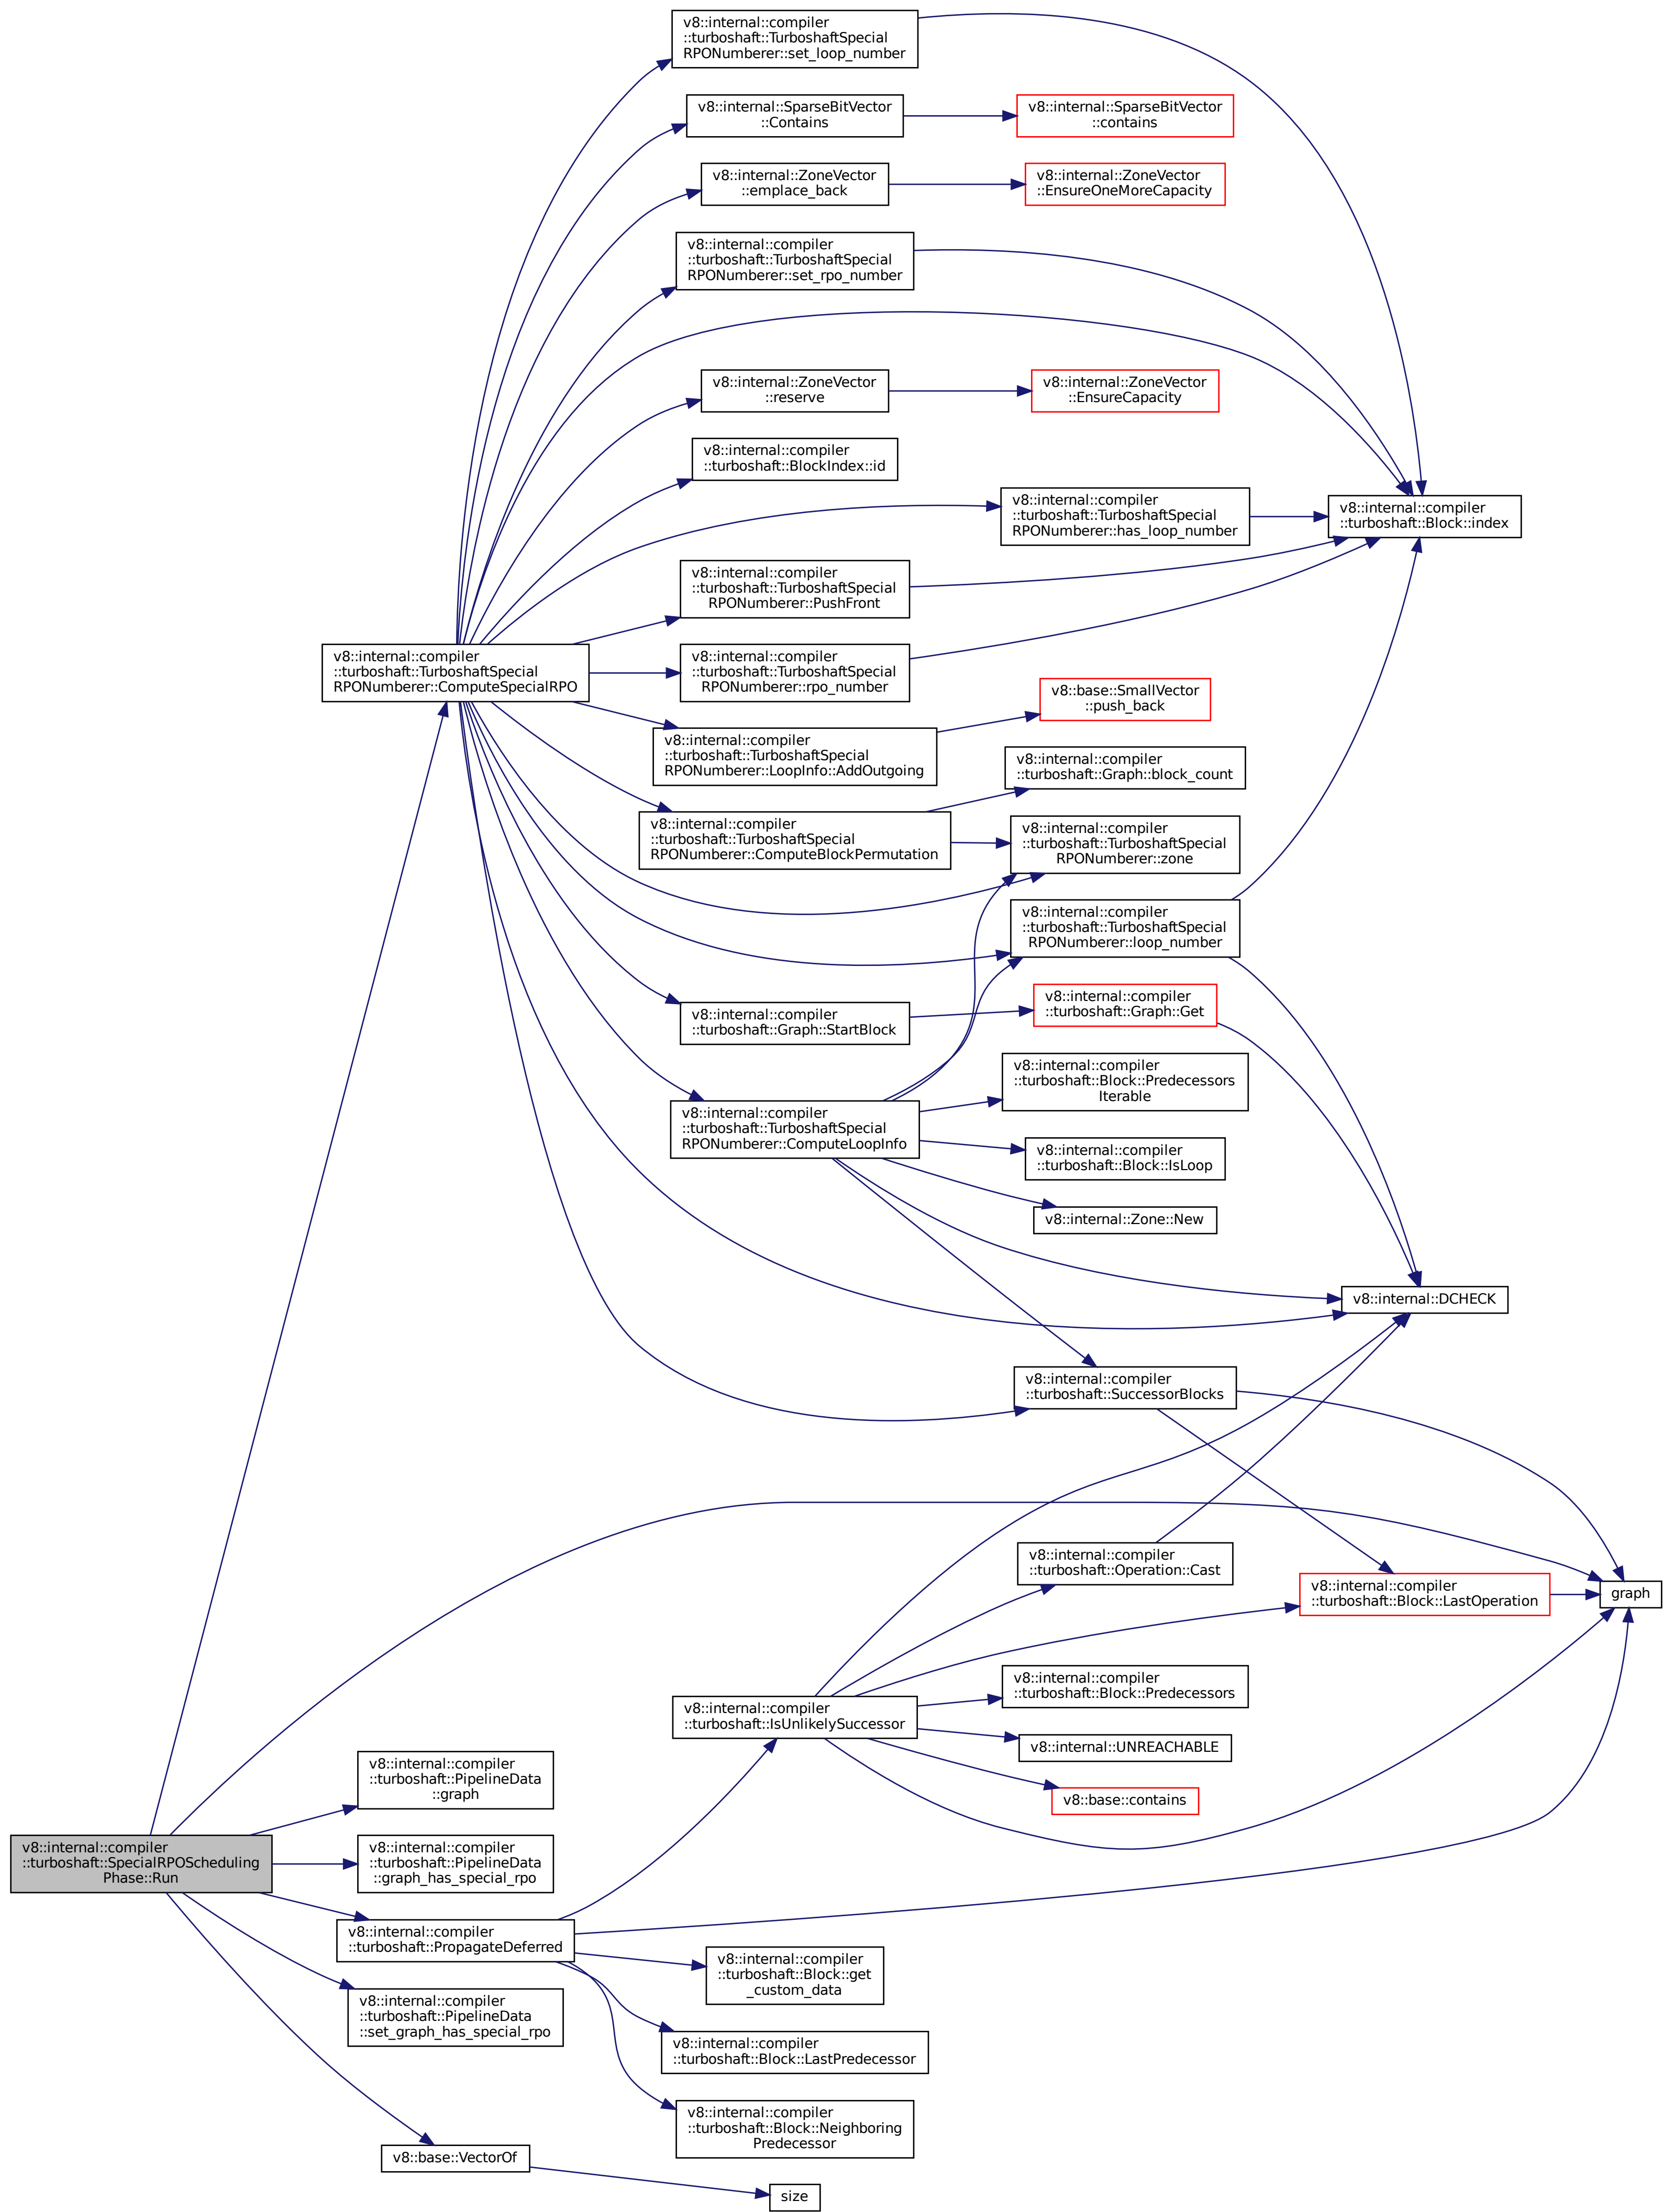 v8::internal::compiler
::turboshaft::TurboshaftSpecial
RPONumberer::set_loop_number
v8::internal::SparseBitVector
::Contains
v8::internal::SparseBitVector
::contains
v8::internal::ZoneVector
::emplace_back
v8::internal::ZoneVector
::EnsureOneMoreCapacity
v8::internal::compiler
::turboshaft::TurboshaftSpecial
RPONumberer::set_rpo_number
v8::internal::ZoneVector
::reserve
v8::internal::ZoneVector
::EnsureCapacity
v8::internal::compiler
::turboshaft::BlockIndex::id
v8::internal::compiler
::turboshaft::TurboshaftSpecial
RPONumberer::has_loop_number
v8::internal::compiler
::turboshaft::Block::index
v8::internal::compiler
::turboshaft::TurboshaftSpecial
RPONumberer::PushFront
v8::internal::compiler
::turboshaft::TurboshaftSpecial
RPONumberer::ComputeSpecialRPO
v8::internal::compiler
::turboshaft::TurboshaftSpecial
RPONumberer::rpo_number
v8::base::SmallVector
::push_back
v8::internal::compiler
::turboshaft::TurboshaftSpecial
RPONumberer::LoopInfo::AddOutgoing
v8::internal::compiler
::turboshaft::Graph::block_count
v8::internal::compiler
::turboshaft::TurboshaftSpecial
RPONumberer::ComputeBlockPermutation
v8::internal::compiler
::turboshaft::TurboshaftSpecial
RPONumberer::zone
v8::internal::compiler
::turboshaft::TurboshaftSpecial
RPONumberer::loop_number
v8::internal::compiler
::turboshaft::Graph::StartBlock
v8::internal::compiler
::turboshaft::Graph::Get
v8::internal::compiler
::turboshaft::Block::Predecessors
Iterable
v8::internal::compiler
::turboshaft::TurboshaftSpecial
RPONumberer::ComputeLoopInfo
v8::internal::compiler
::turboshaft::Block::IsLoop
v8::internal::Zone::New
v8::internal::DCHECK
v8::internal::compiler
::turboshaft::SuccessorBlocks
v8::internal::compiler
::turboshaft::Operation::Cast
v8::internal::compiler
::turboshaft::Block::LastOperation
graph
v8::internal::compiler
::turboshaft::Block::Predecessors
v8::internal::compiler
::turboshaft::IsUnlikelySuccessor
v8::internal::UNREACHABLE
v8::base::contains
v8::internal::compiler
::turboshaft::PipelineData
::graph
v8::internal::compiler
::turboshaft::SpecialRPOScheduling
Phase::Run
v8::internal::compiler
::turboshaft::PipelineData
::graph_has_special_rpo
v8::internal::compiler
::turboshaft::PropagateDeferred
v8::internal::compiler
::turboshaft::Block::get
_custom_data
v8::internal::compiler
::turboshaft::PipelineData
::set_graph_has_special_rpo
v8::internal::compiler
::turboshaft::Block::LastPredecessor
v8::internal::compiler
::turboshaft::Block::Neighboring
Predecessor
v8::base::VectorOf
size